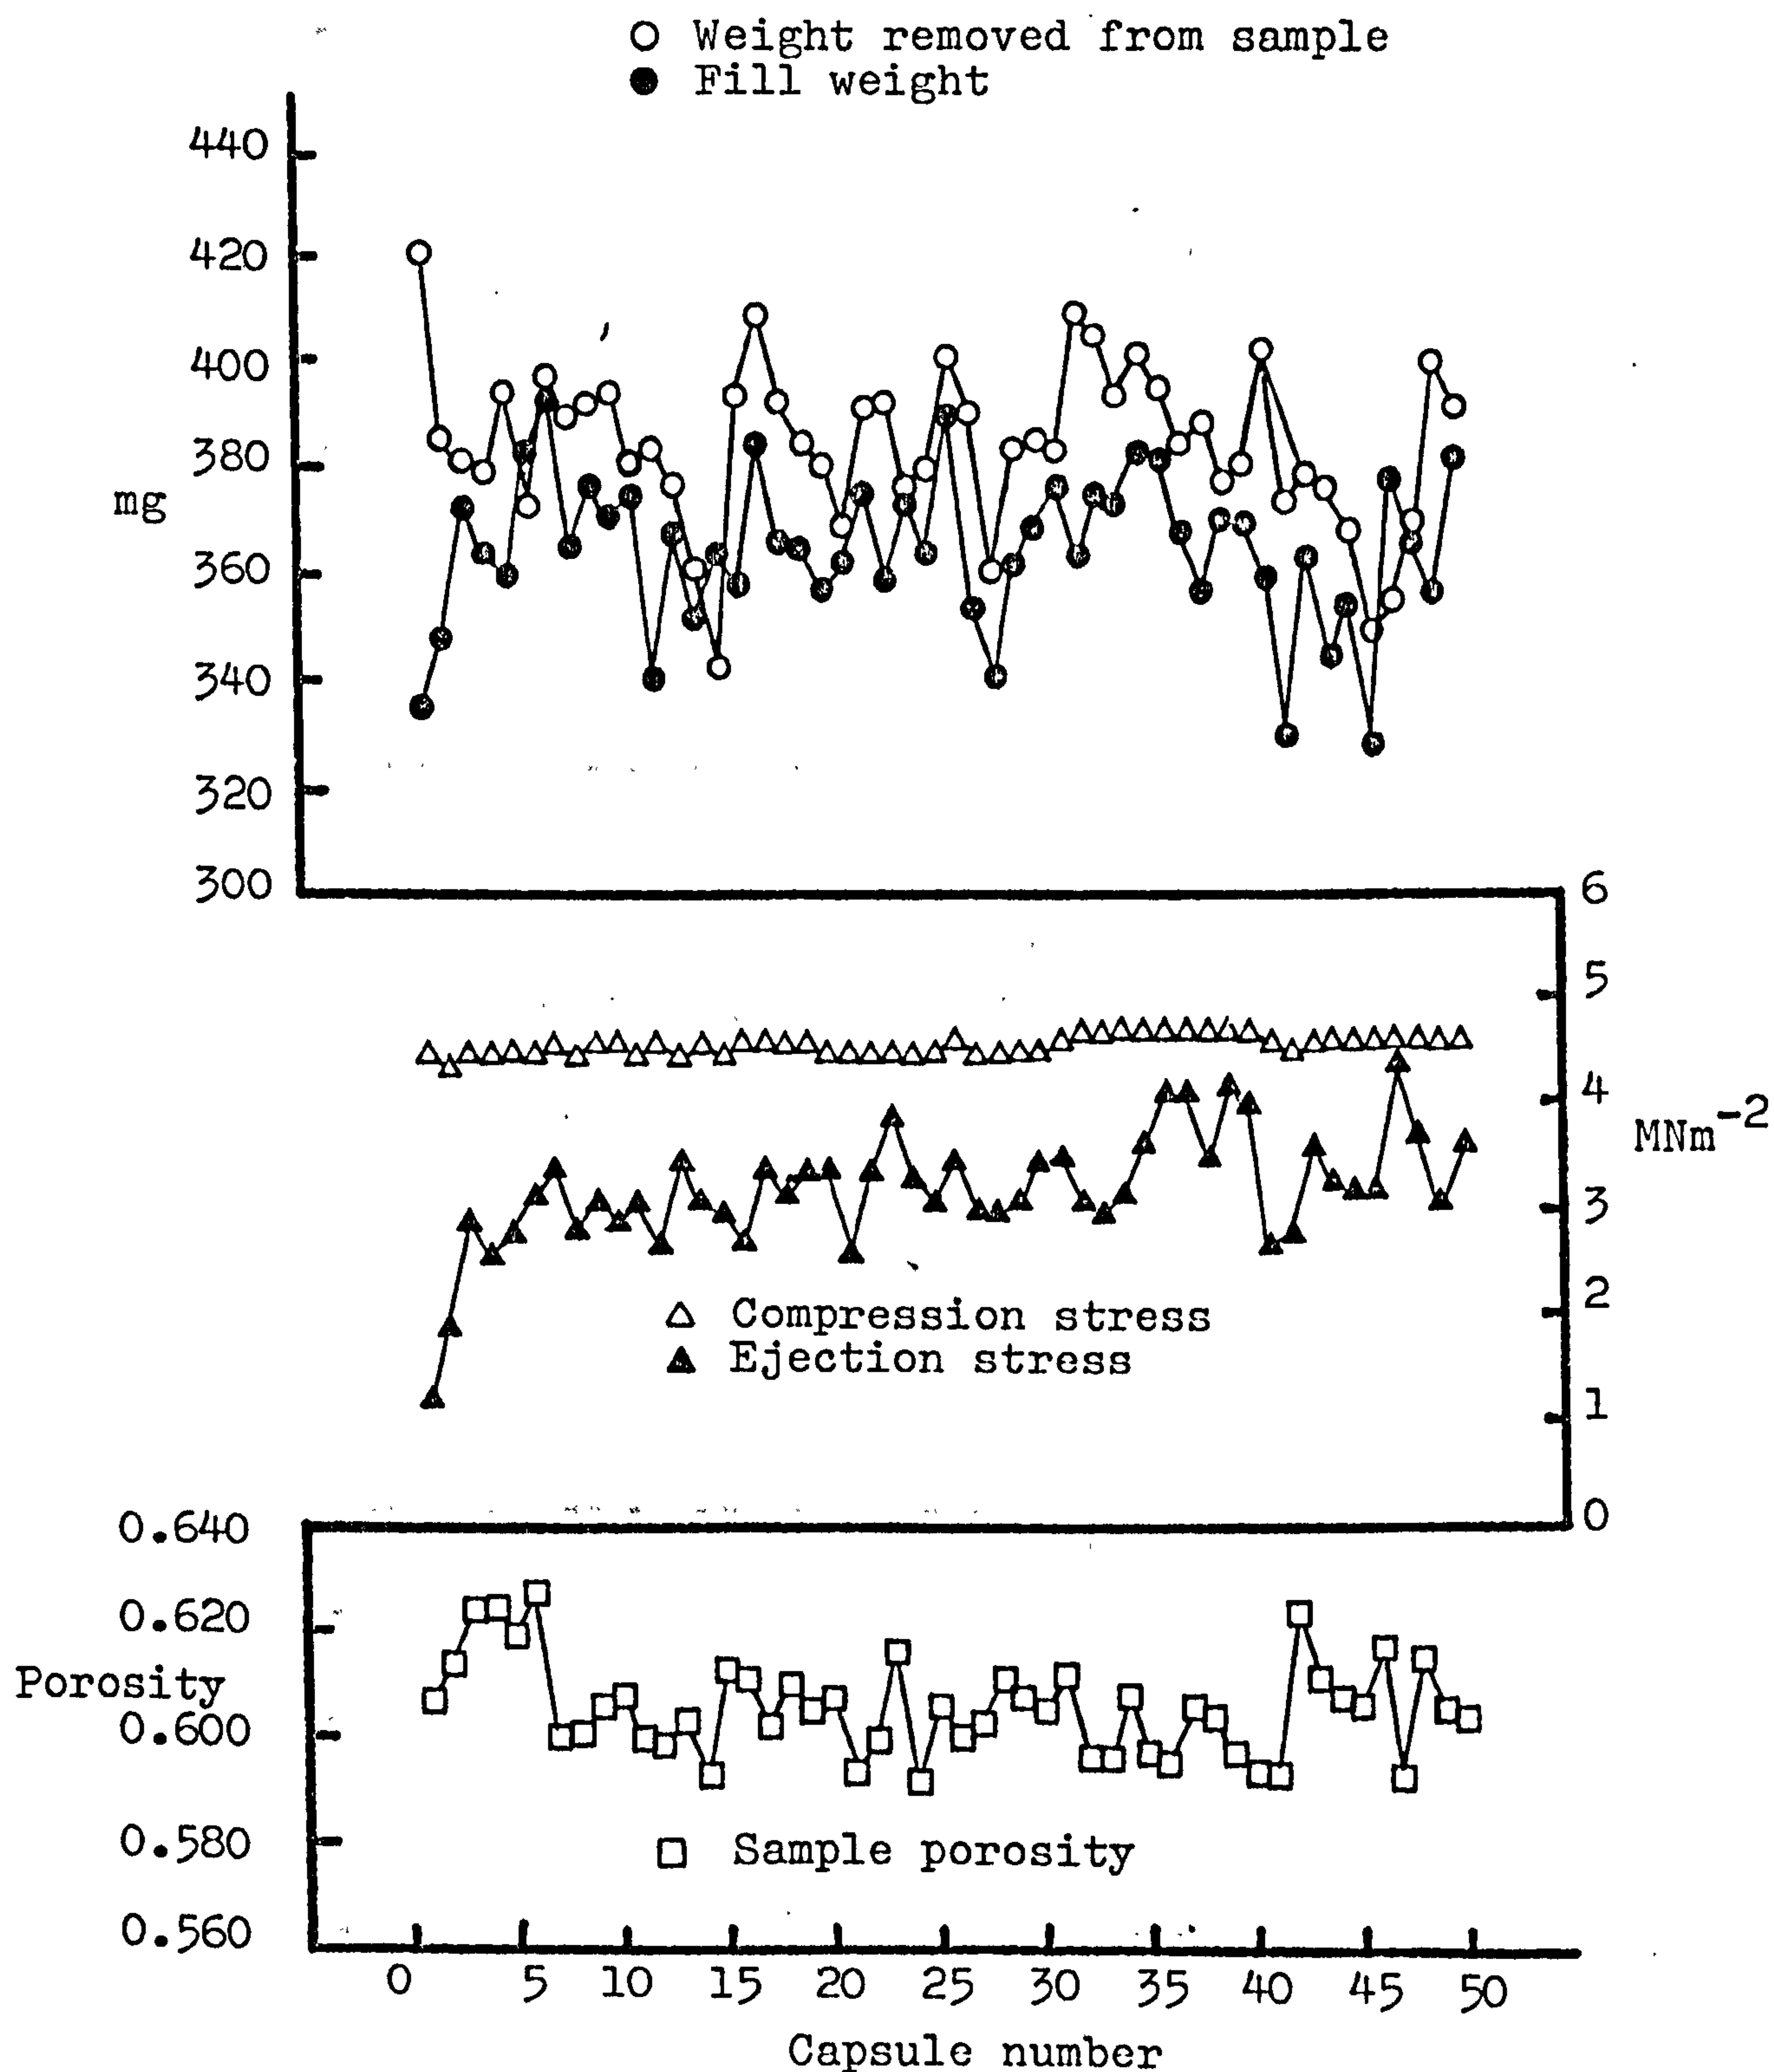 Weight removed from sample
Fill weight
440
420
400
380
mg
360
340
320
300
6
5
4
MNm⁻²
3
2
Compression stress
Ejection stress
1
0
0.640
0.620
Porosity
0.600
0.580
Sample porosity
0.560
0 5 10 15 20 25 30 35 40 45 50
Capsule number